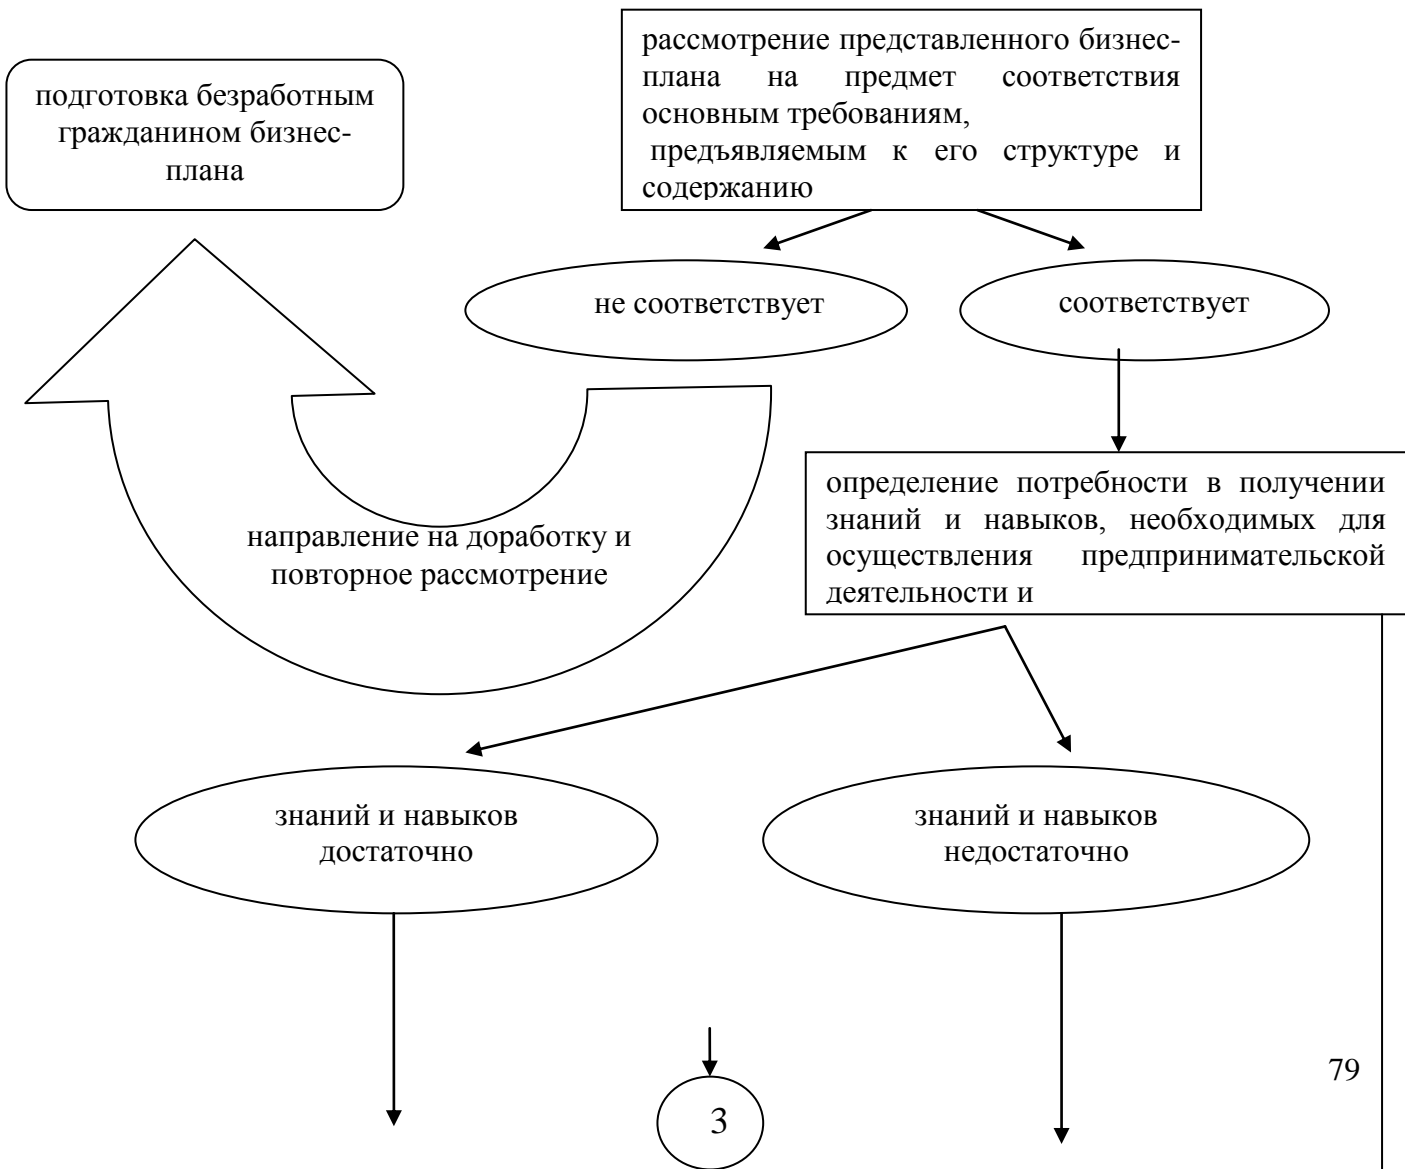 рассмотрение представленного бизнес-
плана на предмет соответствия
основным требованиям,
предъявляемым к его структуре и
содержанию
подготовка безработным
гражданином бизнес-
плана
не соответствует
соответствует
определение потребности в получении
знаний и навыков, необходимых для
осуществления предпринимательской
деятельности и
направление на доработку и
повторное рассмотрение
знаний и навыков
достаточно
знаний и навыков
недостаточно
79
3